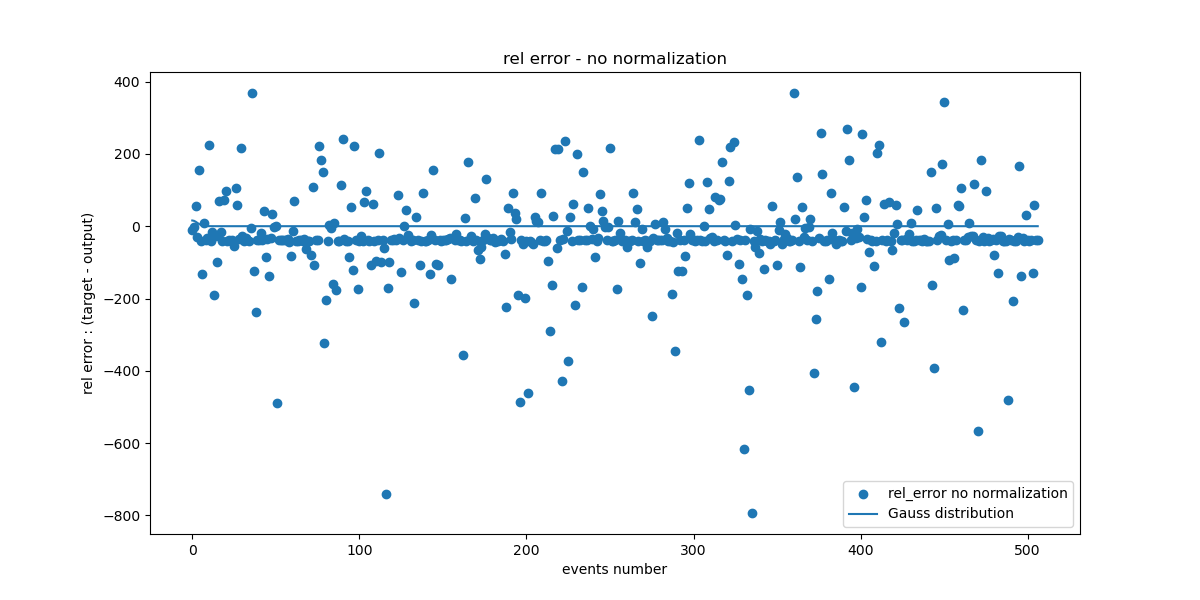 rel error - no normalization
400
200
0
−200
−400
−600
−800
rel error : (target - output)
0
100
200
300
400
500
events number
rel_error no normalization
Gauss distribution